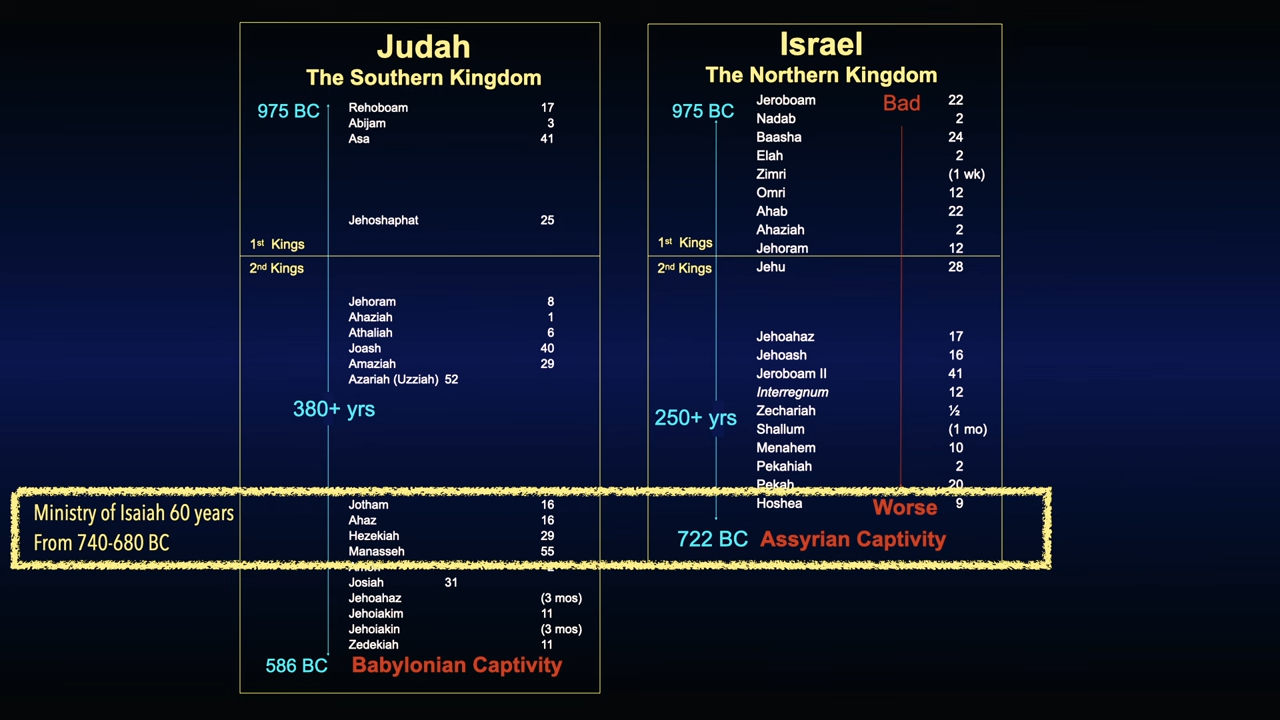 Judah
The Southern Kingdom
975 BC
Rehoboam 17
Abijam 3
Asa 41
Jehoshaphat 25
1st Kings
2nd Kings
Jehoram 8
Ahaziah 1
Athaliah 6
Joash 40
Amaziah 29
Azariah (Uzziah) 52
380+ yrs
Ministry of Isaiah 60 years
From 740-680 BC
Jotham 16
Ahaz 16
Hezekiah 29
Manasseh 55
Josiah 31
Jehoahaz (3 mos)
Jehoiakim 11
Jehoiakin (3 mos)
Zedekiah 11
586 BC Babylonian Captivity
Israel
The Northern Kingdom
975 BC
Bad
Jeroboam 22
Nadab 2
Baasha 24
Elah 2
Zimri (1 wk)
Omri 12
Ahab 22
Ahaziah 2
1st Kings
Jehoram 12
2nd Kings
Jehu 28
Jehoahaz 17
Jehoash 16
Jeroboam II 41
Interregnum 12
250+ yrs
Zechariah ½
Shallum (1 mo)
Menahem 10
Pekahiah 2
Pekah 20
Hoshea 9
Worse
722 BC Assyrian Captivity